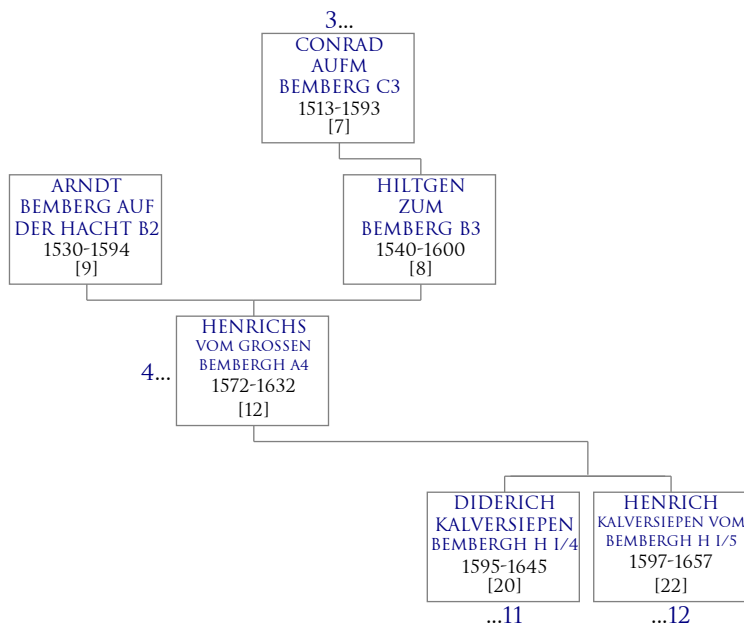 3...
CONRAD
AUFM
BEMBERG C3
1513-1593
[7]
ARNDT
BEMBERG AUF
DER HACHT B2
1530-1594
[9]
HILTGEN
ZUM
BEMBERG B3
1540-1600
[8]
4...
HENRICHS
VOM GROSSEN
BEMBERGH A4
1572-1632
[12]
DIDERICH
KALVERSIEPEN
BEMBERGH H I/4
1595-1645
[20]
...11
HENRICH
KALVERSIEPEN VOM
BEMBERGH H I/5
1597-1657
[22]
...12